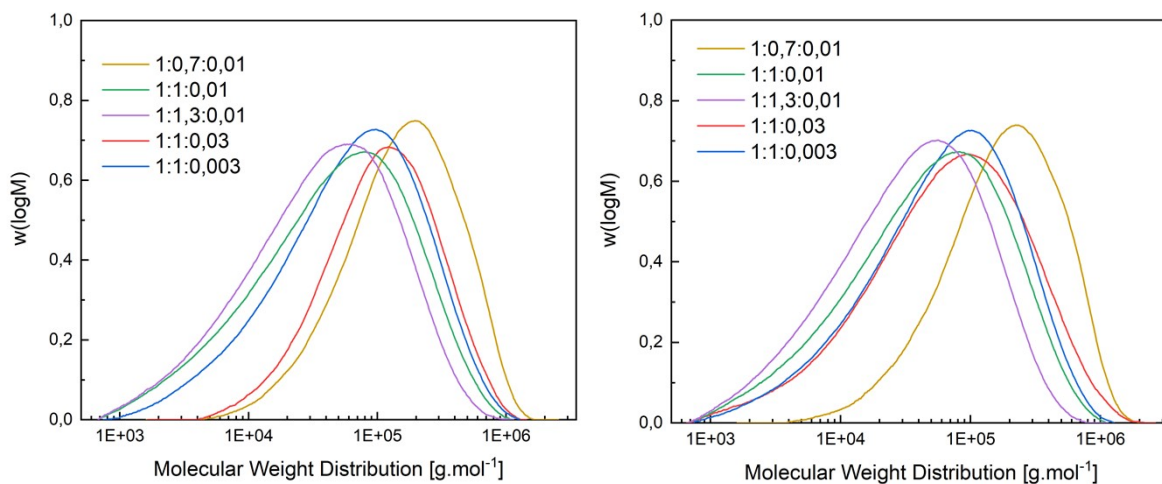 1,0
0,8
0,6
0,4
0,2
0,0
w(logM)
1:0,7:0,01
1:1:0,01
1:1,3:0,01
1:1:0,03
1:1:0,003
1E+03
1E+04
1E+05
1E+06
Molecular Weight Distribution [g.mol⁻¹]
1,0
0,8
0,6
0,4
0,2
0,0
w(logM)
1:0,7:0,01
1:1:0,01
1:1,3:0,01
1:1:0,03
1:1:0,003
1E+03
1E+04
1E+05
1E+06
Molecular Weight Distribution [g.mol⁻¹]